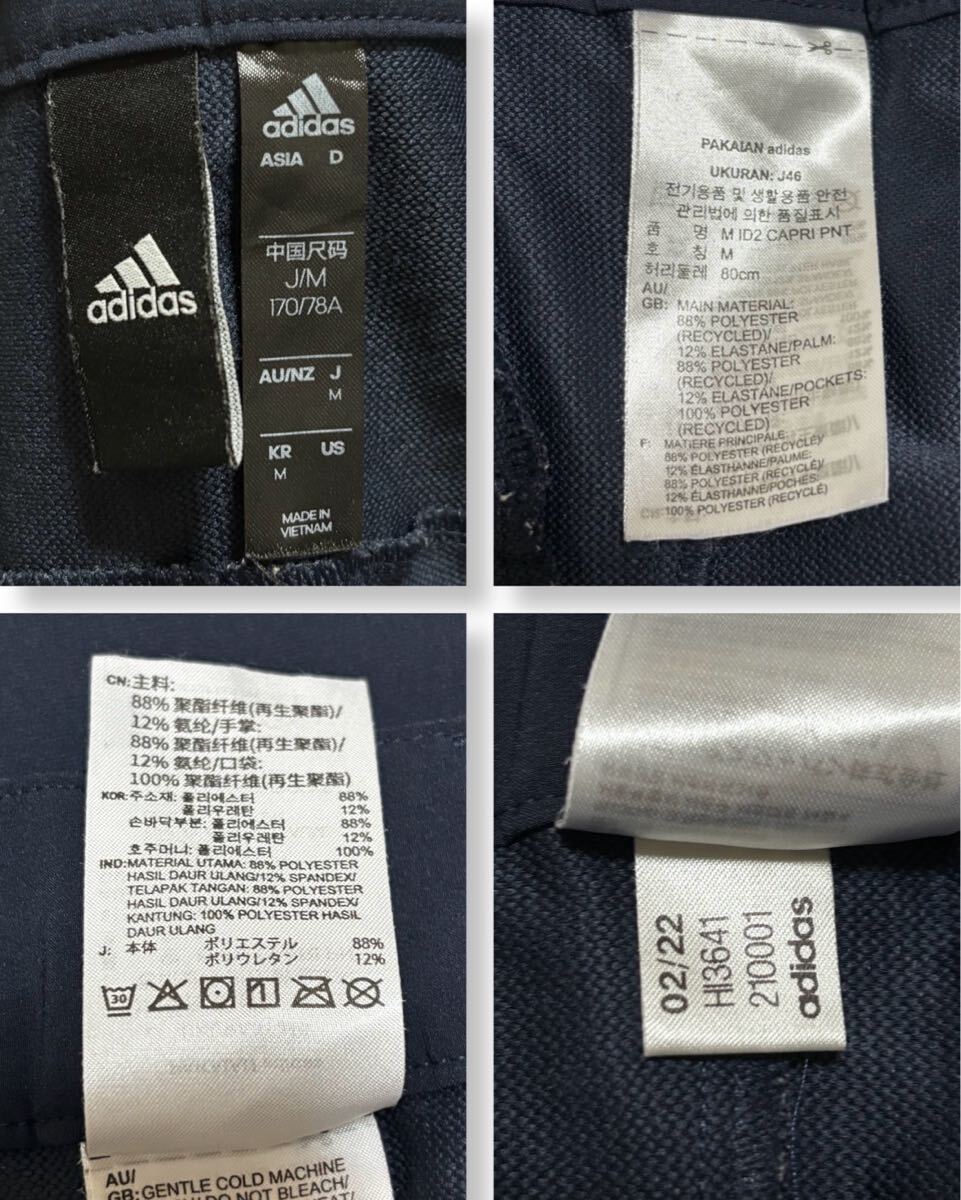 adidas
adidas
ASIA D
中国尺码
J/M
170/78A
AU/NZ J
M
KR US
M
MADE IN
VIETNAM
PAKAIAN adidas
UKURAN: J46
전기용품 및 생활용품 안전
관리법에 의한 품질표시
품 명 M ID2 CAPRI PNT
호 칭 M
허리둘레 80cm
AU/
GB: MAIN MATERIAL:
88% POLYESTER
(RECYCLED)/
12% ELASTANE/PALM:
88% POLYESTER
(RECYCLED)/
12% ELASTANE/POCKETS:
100% POLYESTER
(RECYCLED)
F: MATIERE PRINCIPALE:
88% POLYESTER (RECYCLÉ)/
12% ÉLASTHANNE/PAUME:
88% POLYESTER (RECYCLÉ)/
12% ÉLASTHANNE/POCHES:
100% POLYESTER (RECYCLÉ)
CN:主料:
88% 聚酯纤维(再生聚酯)/
12% 氨纶/手掌:
88% 聚酯纤维(再生聚酯)/
12% 氨纶/口袋:
100% 聚酯纤维(再生聚酯)
KOR:주소재: 폴리에스터 88%
폴리우레탄 12%
손바닥부분: 폴리에스터 88%
폴리우레탄 12%
호주머니: 폴리에스터 100%
IND:MATERIAL UTAMA: 88% POLYESTER
HASIL DAUR ULANG/12% SPANDEX/
TELAPAK TANGAN: 88% POLYESTER
HASIL DAUR ULANG/12% SPANDEX/
KANTUNG: 100% POLYESTER HASIL
DAUR ULANG
J: 本体 ポリエステル 88%
ポリウレタン 12%
30
AU/
GB:GENTLE COLD MACHINE
DO NOT BLEACH/
02/22
HI3641
210001
adidas